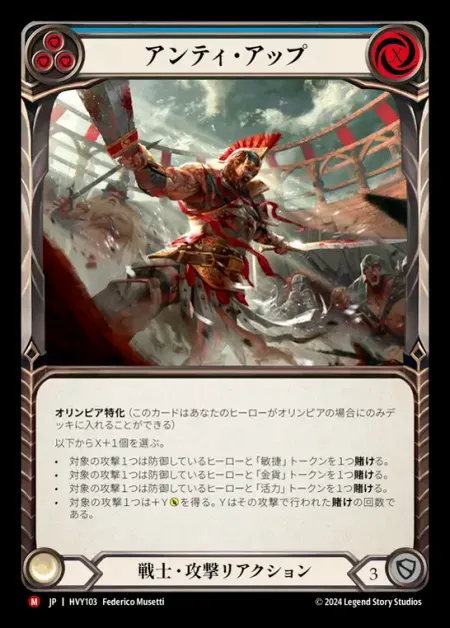 アンティ・アップ
X
オリンピア特化 (このカードはあなたのヒーローがオリンピアの場合にのみデ
ッキに入れることができる)
以下からX+1個を選ぶ。
• 対象の攻撃1つは防御しているヒーローと「敏捷」トークンを1つ賭ける。
• 対象の攻撃1つは防御しているヒーローと「金貨」トークンを1つ賭ける。
• 対象の攻撃1つは防御しているヒーローと「活力」トークンを1つ賭ける。
• 対象の攻撃1つは+Yを得る。Yはその攻撃で行われた賭けの回数で
ある。
戦士・攻撃リアクション
3
M JP | HVY103 Federico Musetti
© 2024 Legend Story Studios